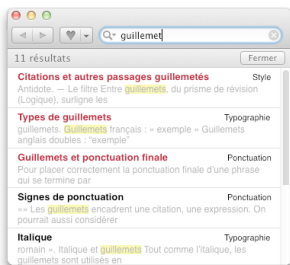 guillemet
11 résultats Fermer
Citations et autres passages guillemetés Style
Antidote. — Le filtre Entre guillemets, du prisme de révision
(Logique), surligne les
Types de guillemets Typographie
guillemets. Guillemets français : « exemple » Guillemets
anglais doubles : “exemple”
Guillemets et ponctuation finale Ponctuation
Pour placer correctement la ponctuation finale d’une phrase
qui se termine par
Signes de ponctuation Ponctuation
«» Les guillemets encadrent une citation, une expression. On
pourrait aussi considérer
Italique Typographie
romain ». Italique et guillemets Tout comme l’italique, les
guillemets sont utilisés en